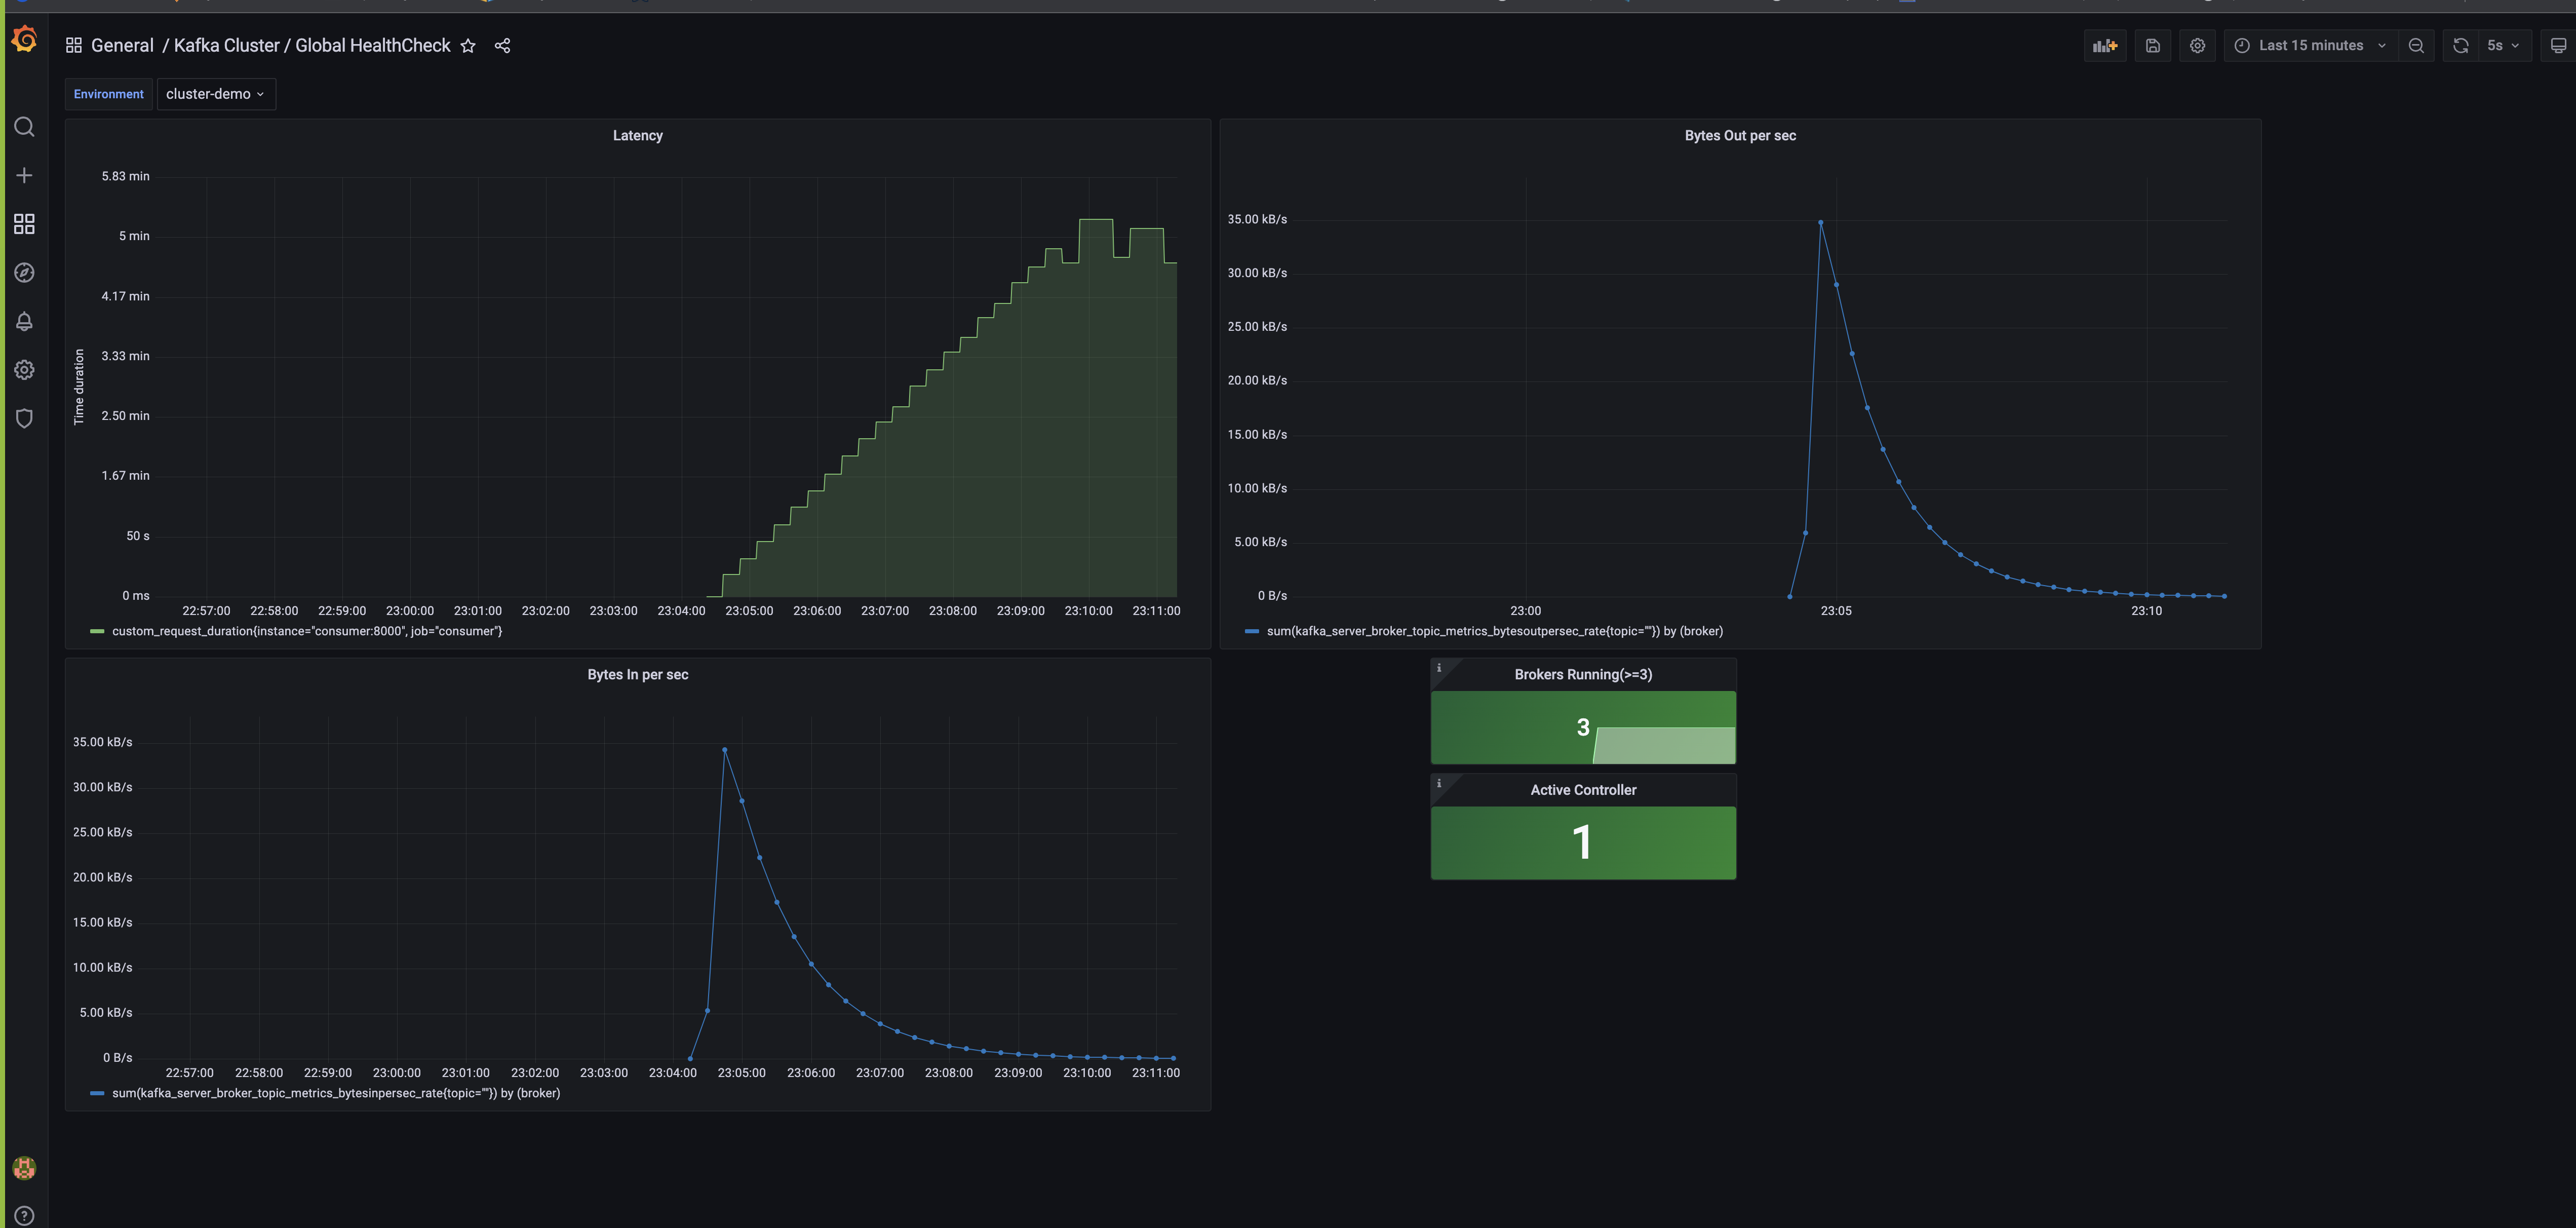 General / Kafka Cluster / Global HealthCheck
Last 15 minutes
5s
Environment
cluster-demo
Latency
5.83 min
5 min
4.17 min
3.33 min
2.50 min
1.67 min
50 s
0 ms
Time duration
22:57:00 22:58:00 22:59:00 23:00:00 23:01:00 23:02:00 23:03:00 23:04:00 23:05:00 23:06:00 23:07:00 23:08:00 23:09:00 23:10:00 23:11:00
custom_request_duration{instance="consumer:8000", job="consumer"}
Bytes Out per sec
35.00 kB/s
30.00 kB/s
25.00 kB/s
20.00 kB/s
15.00 kB/s
10.00 kB/s
5.00 kB/s
0 B/s
23:00 23:05 23:10
sum(kafka_server_broker_topic_metrics_bytesoutpersec_rate{topic=""}) by (broker)
Bytes In per sec
35.00 kB/s
30.00 kB/s
25.00 kB/s
20.00 kB/s
15.00 kB/s
10.00 kB/s
5.00 kB/s
0 B/s
22:57:00 22:58:00 22:59:00 23:00:00 23:01:00 23:02:00 23:03:00 23:04:00 23:05:00 23:06:00 23:07:00 23:08:00 23:09:00 23:10:00 23:11:00
sum(kafka_server_broker_topic_metrics_bytesinpersec_rate{topic=""}) by (broker)
i
Brokers Running(>=3)
3
i
Active Controller
1